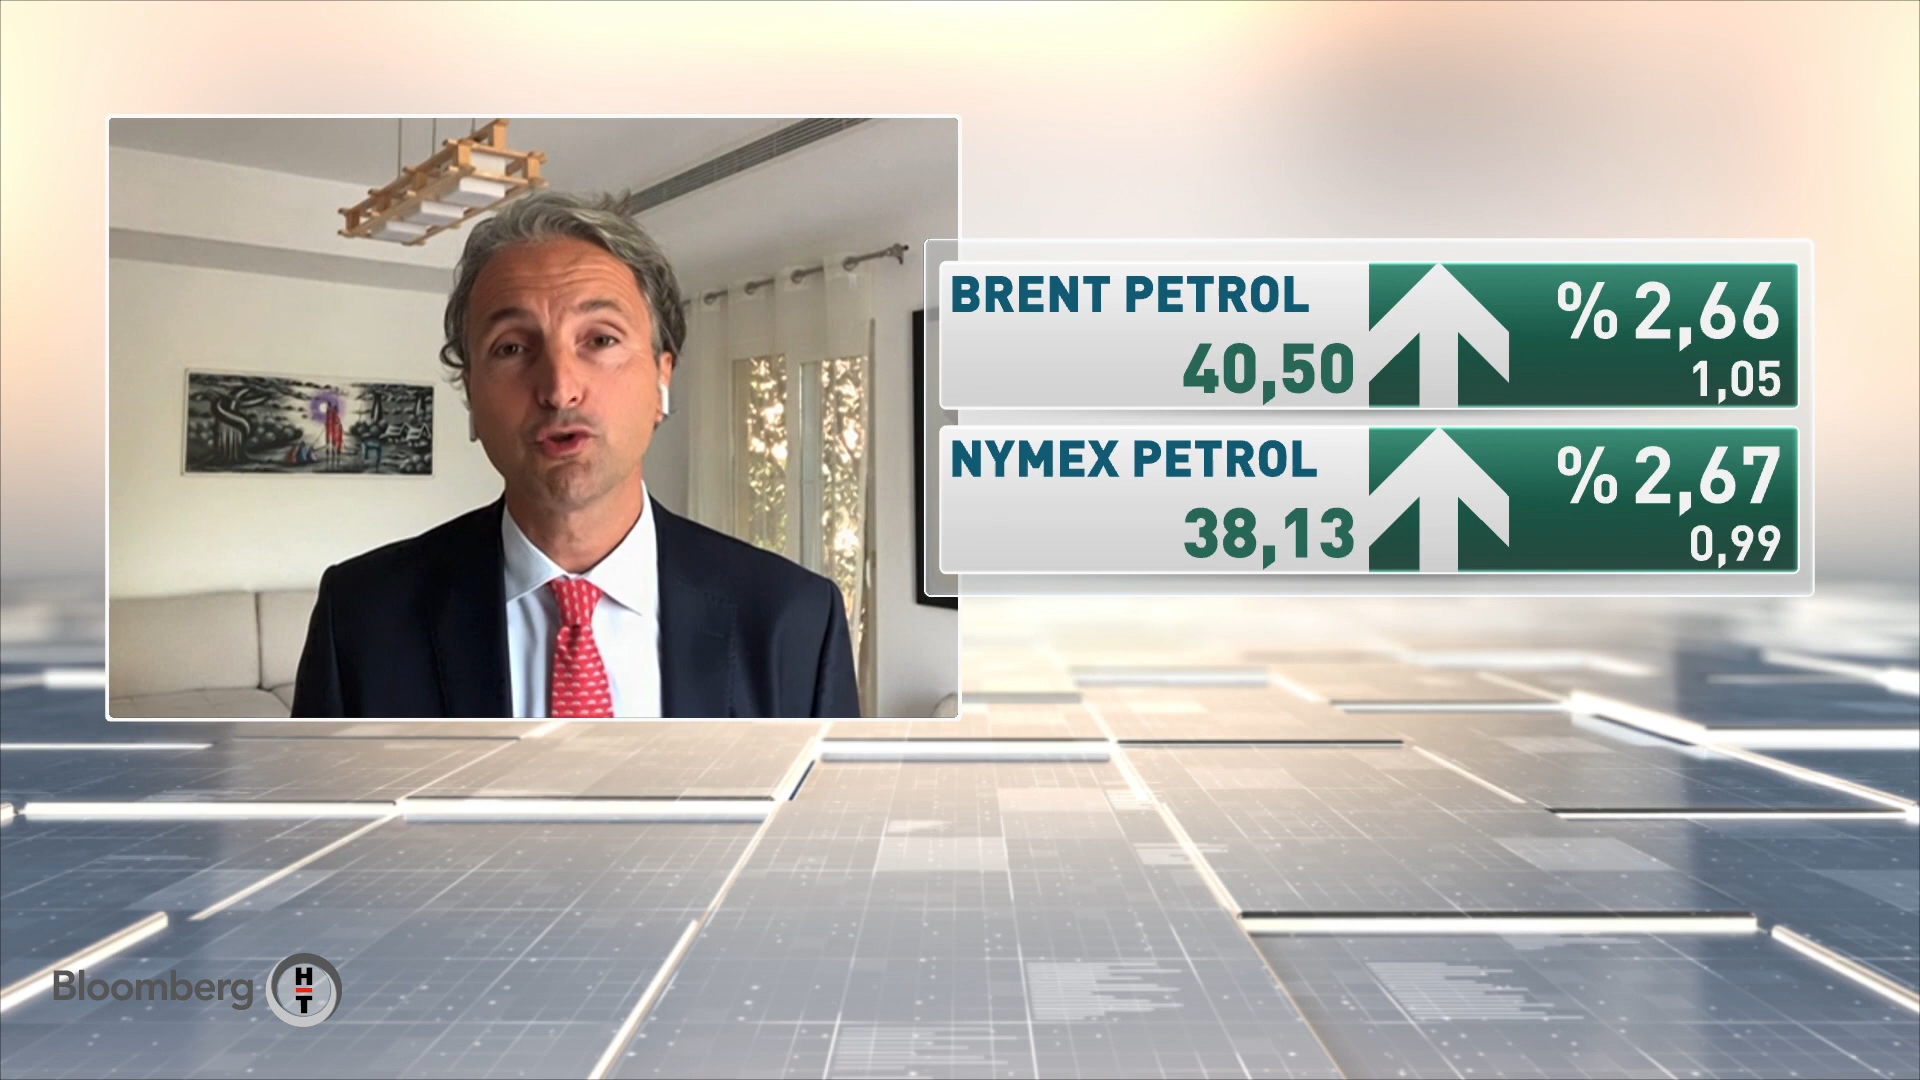 BRENT PETROL
40,50
% 2,66
1,05
NYMEX PETROL
38,13
% 2,67
0,99
Bloomberg HT